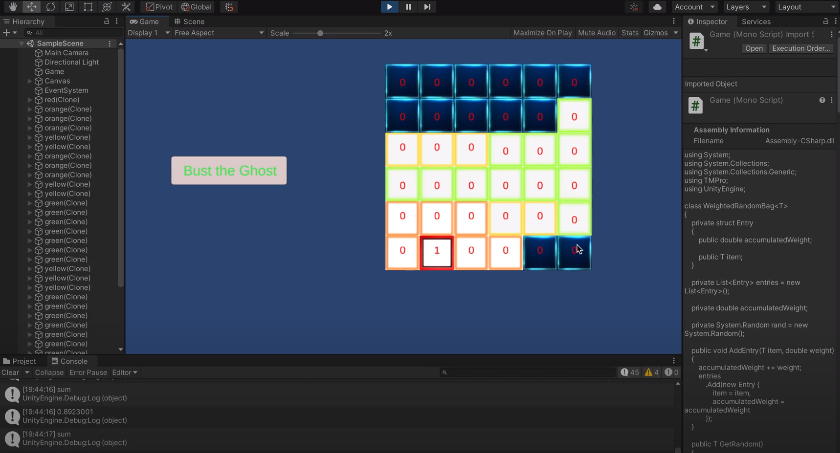 Pivot Global Account Layers Layout
Hierarchy
Game Scene
Inspector Services
Display 1 Free Aspect Scale 2x Maximize On Play Mute Audio Stats Gizmos
All
SampleScene
Main Camera
Directional Light
Game
Canvas
EventSystem
red(Clone)
orange(Clone)
orange(Clone)
orange(Clone)
yellow(Clone)
yellow(Clone)
orange(Clone)
orange(Clone)
orange(Clone)
yellow(Clone)
yellow(Clone)
green(Clone)
green(Clone)
green(Clone)
green(Clone)
yellow(Clone)
yellow(Clone)
yellow(Clone)
green(Clone)
green(Clone)
green(Clone)
green(Clone)
green(Clone)
green(Clone)
green(Clone)
Bust the Ghost
0 0 0 0 0 0
0 0 0 0 0 0
0 0 0 0 0 0
0 0 0 0 0 0
0 0 0 0 0 0
0 1 0 0 0 0
Game (Mono Script) Import
Open Execution Order...
Imported Object
Game (Mono Script)
Assembly Information
Filename Assembly-CSharp.dll
using System;
using System.Collections;
using System.Collections.Generic;
using TMPro;
using UnityEngine;
class WeightedRandomBag<T>
{
private struct Entry
{
public double accumulatedWeight;
public T item;
}
private List<Entry> entries = new
List<Entry>();
private double accumulatedWeight;
private System.Random rand = new
System.Random();
public void AddEntry(T item, double weight)
{
accumulatedWeight += weight;
entries
.Add(new Entry {
item = item,
accumulatedWeight =
accumulatedWeight
});
}
public T GetRandom()
{
Project Console
Clear Collapse Error Pause Editor 45 4 0
UnityEngine.Debug:Log (object)
[19:44:16] sum
UnityEngine.Debug:Log (object)
[19:44:16] 0.8923001
UnityEngine.Debug:Log (object)
[19:44:17] sum
UnityEngine.Debug:Log (object)